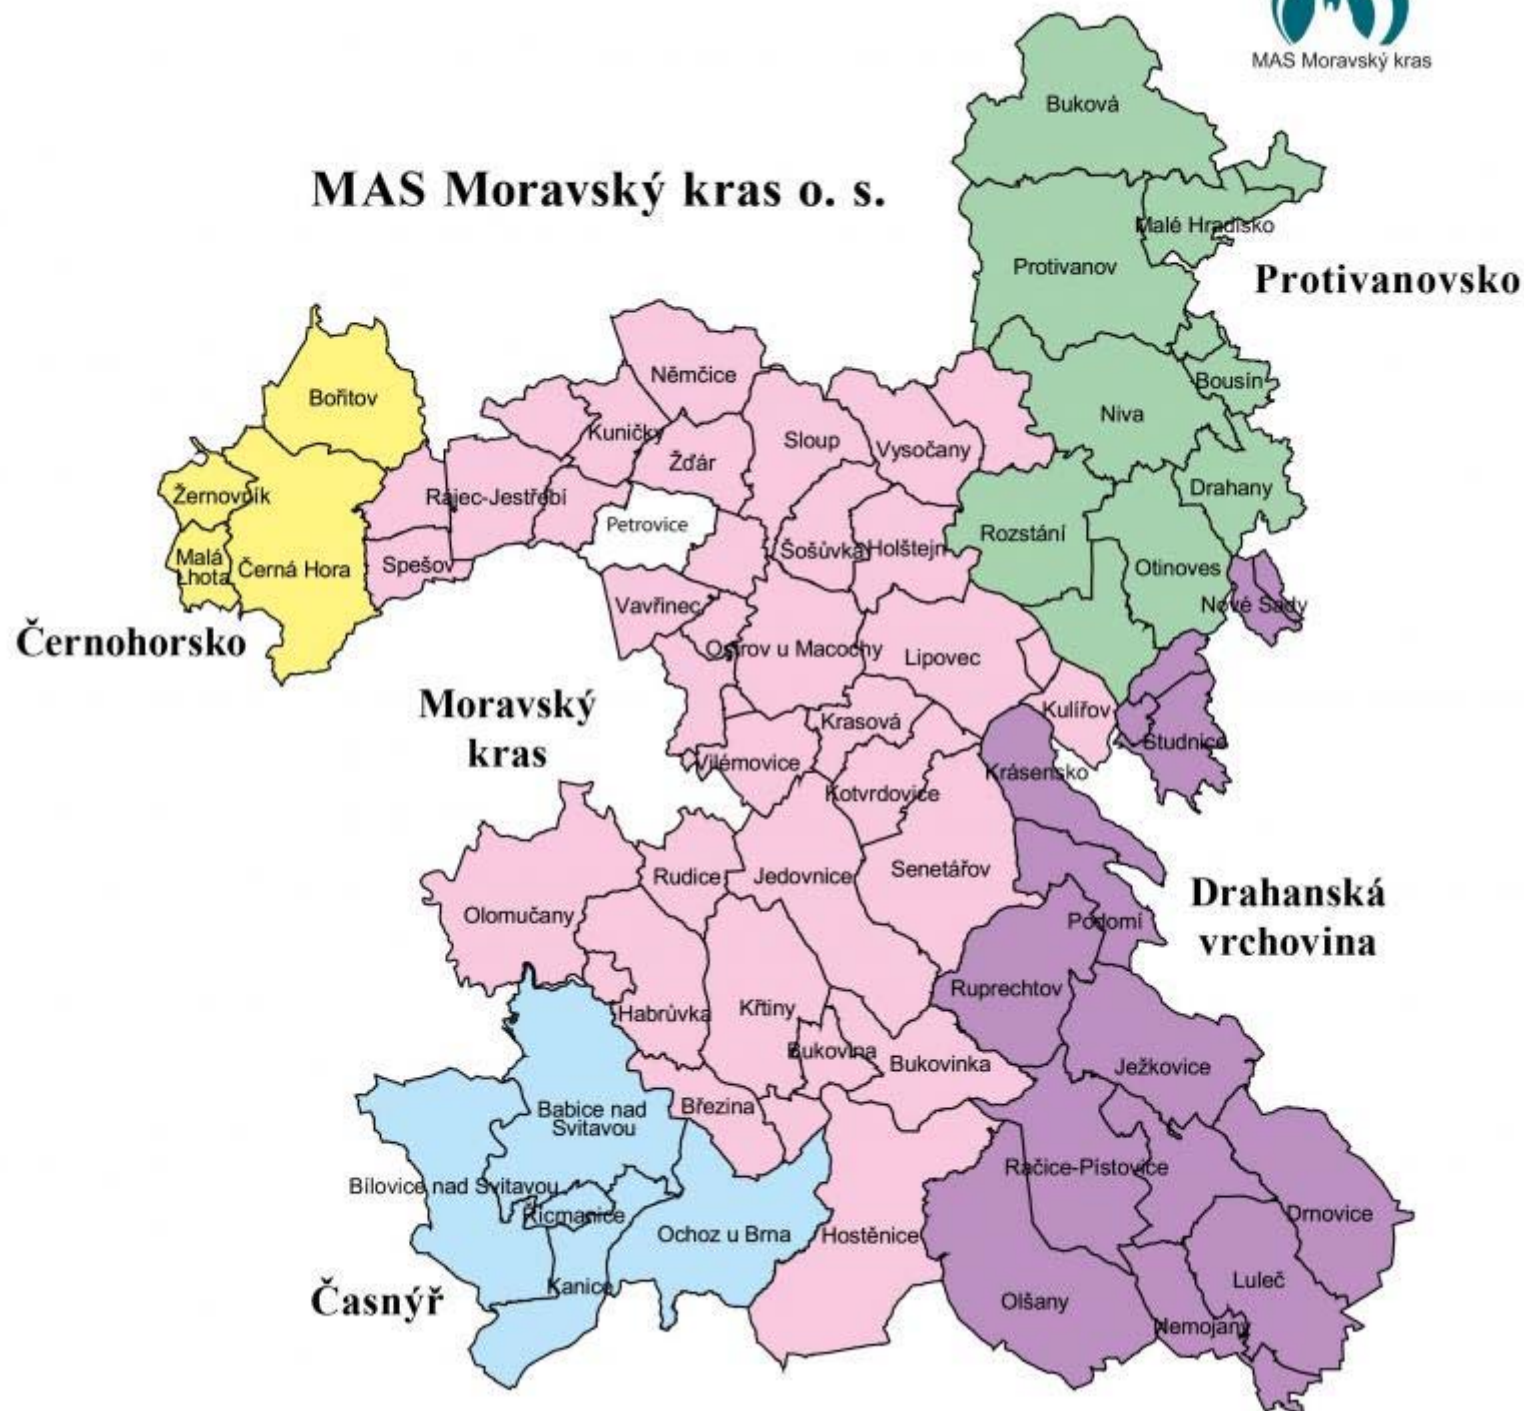 MAS Moravský kras
Buková
MAS Moravský kras o. s.
Malé Hradisko
Protivanov
Protivanovsko
Němčice
Bořitov
Bousín
Niva
Kuničky
Sloup
Vysočany
Žďár
Drahany
Žernovník
Rájec-Jestřebí
Petrovice
Rozstání
Šošůvka
Holštejn
Malá
Lhota
Černá Hora
Spešov
Otinoves
Vavřinec
Nové Sady
Černohorsko
Ostrov u Macochy
Lipovec
Moravský
kras
Krasová
Kulířov
Studnice
Vilémovice
Krásensko
Kotvrdovice
Rudice
Jedovnice
Senetářov
Drahanská
vrchovina
Olomučany
Podomí
Ruprechtov
Habrůvka
Křtiny
Bukovina
Bukovinka
Ježkovice
Babice nad
Svitavou
Březina
Račice-Pístovice
Bílovice nad Svitavou
Řicmanice
Drnovice
Ochoz u Brna
Hostěnice
Kanice
Luleč
Časnýř
Olšany
Nemojany